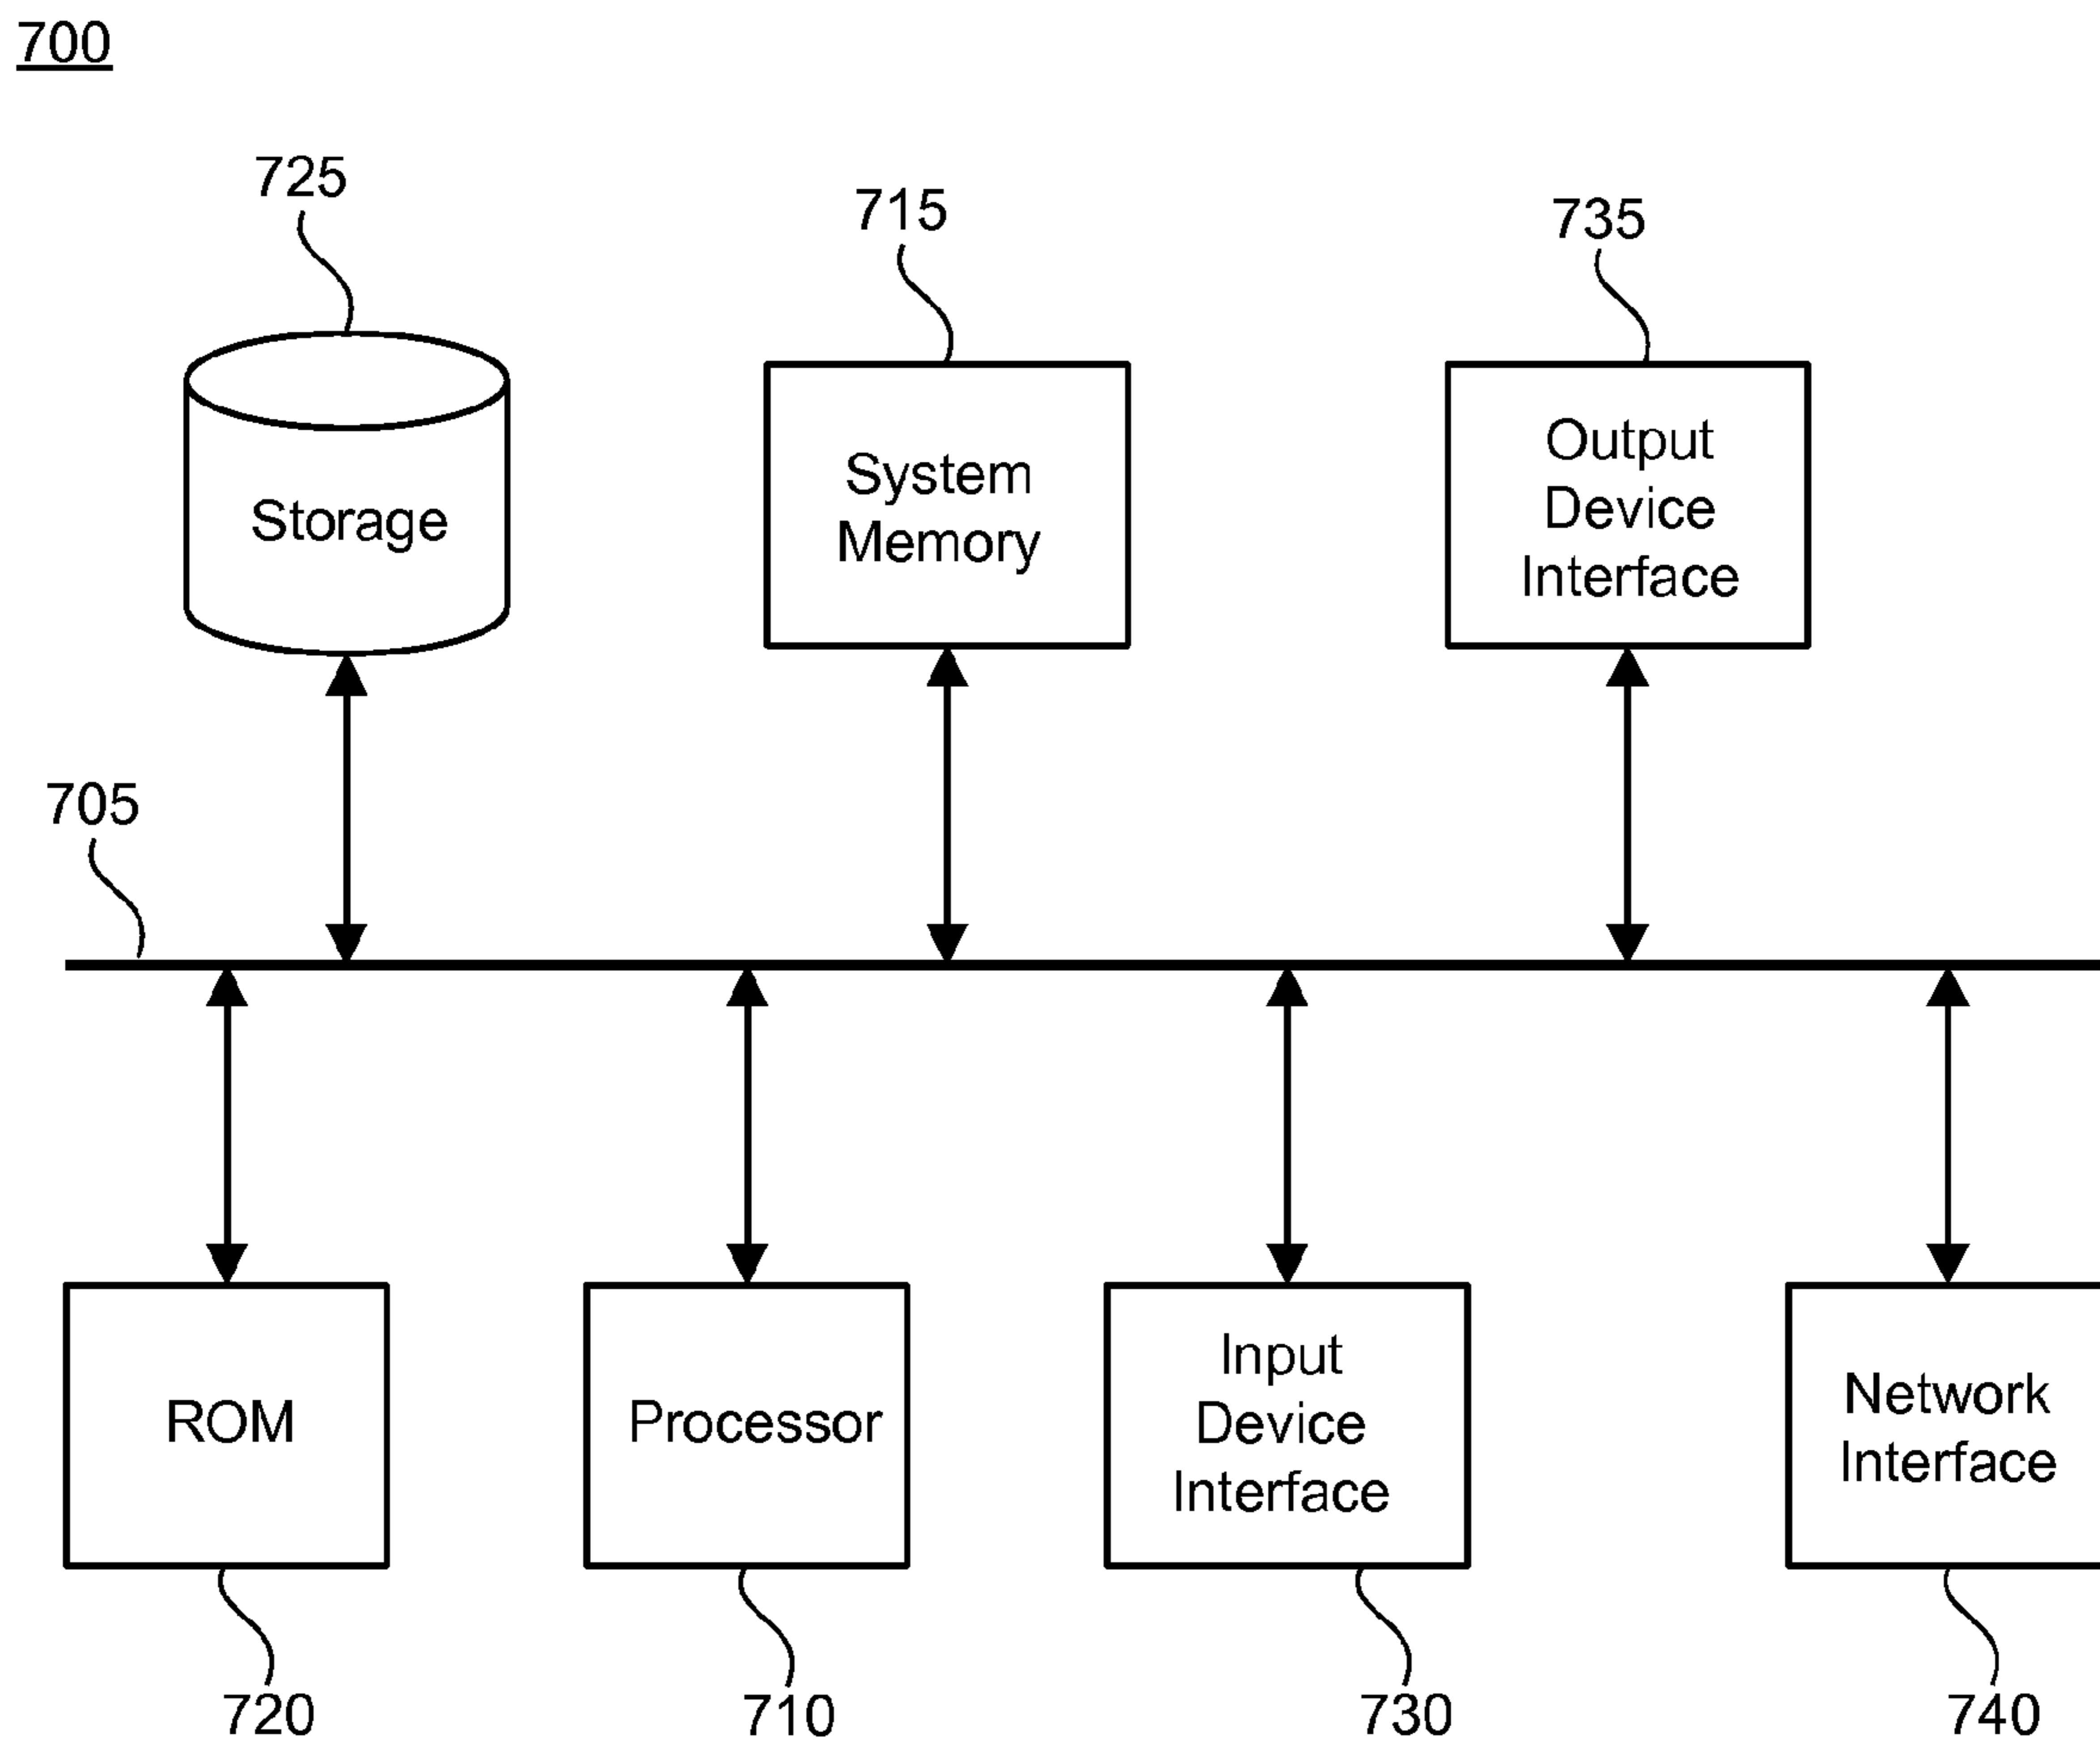 700
725
715
735
Storage
System
Memory
Output
Device
Interface
705
ROM
Processor
Input
Device
Interface
Network
Interface
720
710
730
740